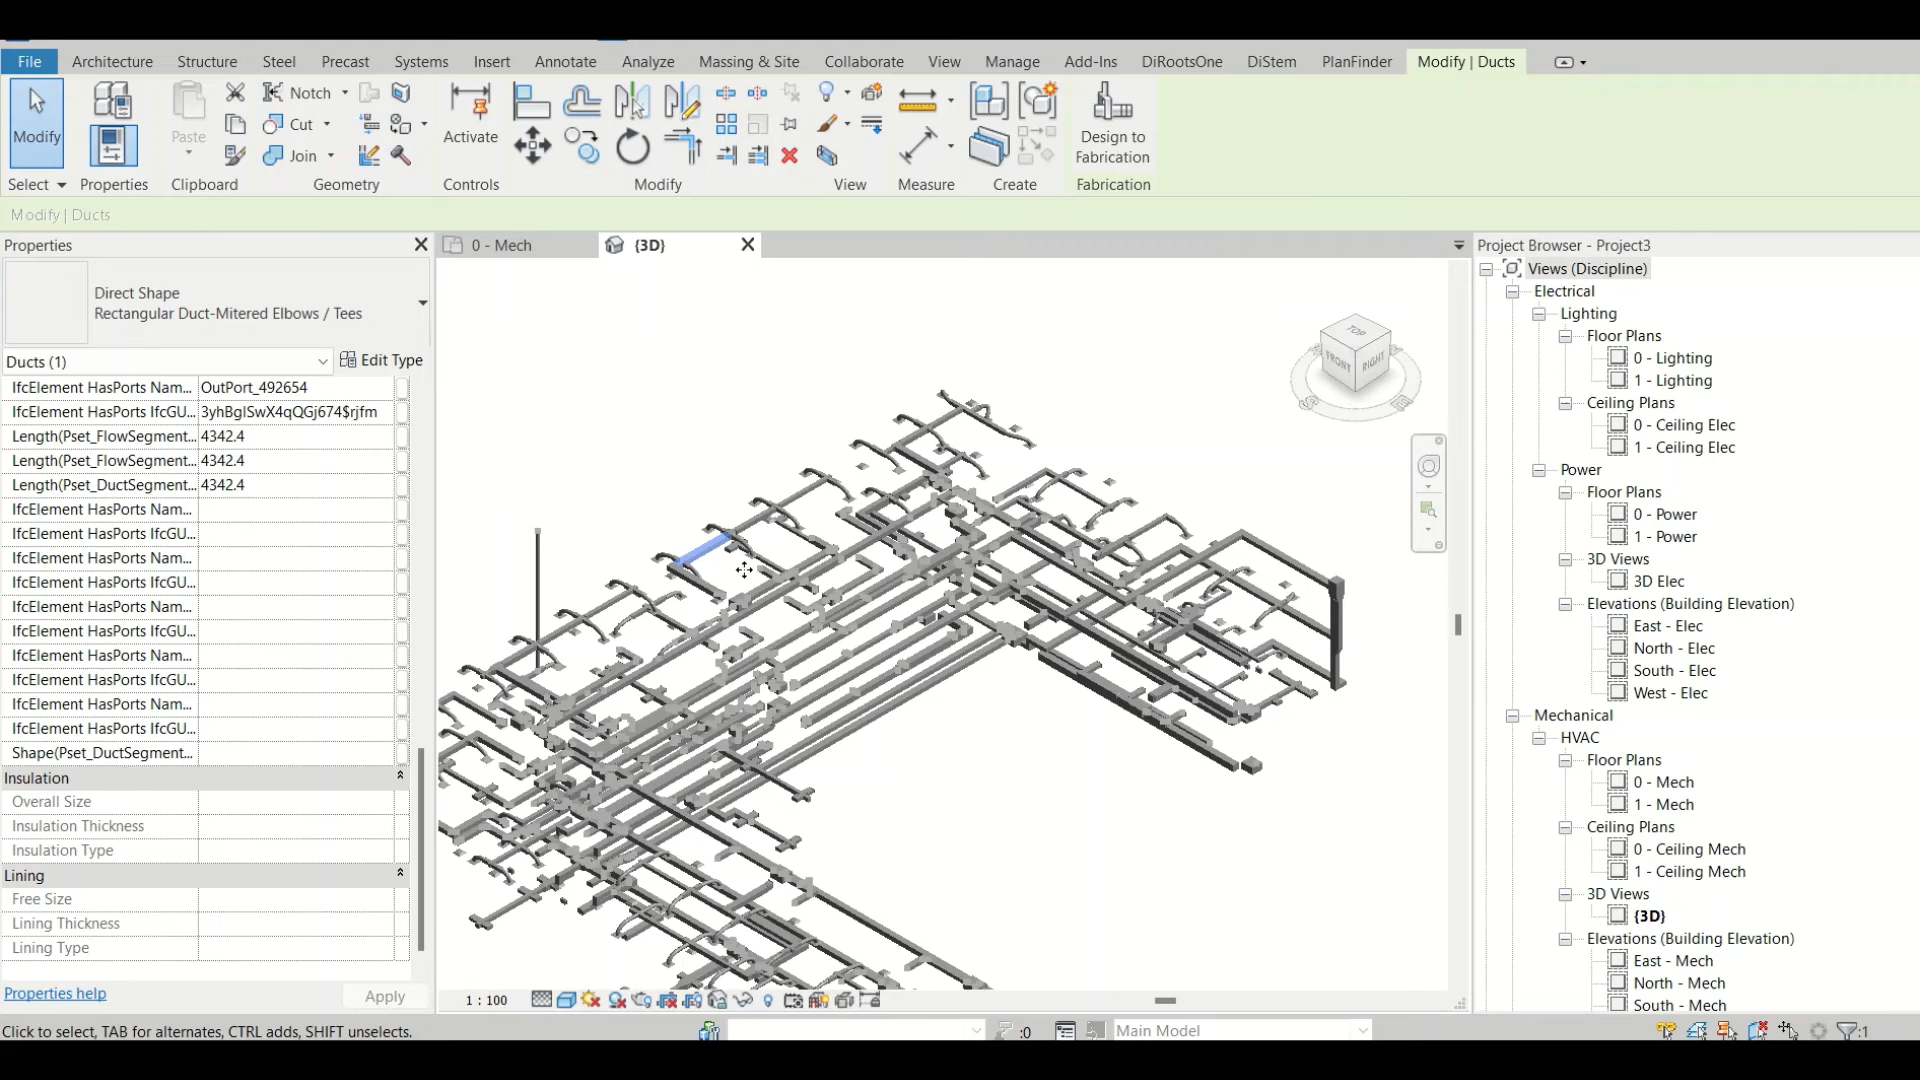 File Architecture Structure Steel Precast Systems Insert Annotate Analyze Massing & Site Collaborate View Manage Add-Ins DiRootsOne DiStem PlanFinder Modify | Ducts
Modify
Paste
Notch
Cut
Join
Activate
Design to
Fabrication
Select Properties Clipboard Geometry Controls Modify View Measure Create Fabrication
Modify | Ducts
Properties
Direct Shape
Rectangular Duct-Mitered Elbows / Tees
Ducts (1) Edit Type
IfcElement HasPorts Nam... OutPort_492654
IfcElement HasPorts IfcGU... 3yhBglSwX4qQGj674$rjfm
Length(Pset_FlowSegment... 4342.4
Length(Pset_FlowSegment... 4342.4
Length(Pset_DuctSegment... 4342.4
IfcElement HasPorts Nam...
IfcElement HasPorts IfcGU...
IfcElement HasPorts Nam...
IfcElement HasPorts IfcGU...
IfcElement HasPorts Nam...
IfcElement HasPorts IfcGU...
IfcElement HasPorts Nam...
IfcElement HasPorts IfcGU...
IfcElement HasPorts Nam...
IfcElement HasPorts IfcGU...
Shape(Pset_DuctSegment...
Insulation
Overall Size
Insulation Thickness
Insulation Type
Lining
Free Size
Lining Thickness
Lining Type
Properties help Apply
0 - Mech {3D}
TOP
FRONT RIGHT
S E
1 : 100
Project Browser - Project3
Views (Discipline)
Electrical
Lighting
Floor Plans
0 - Lighting
1 - Lighting
Ceiling Plans
0 - Ceiling Elec
1 - Ceiling Elec
Power
Floor Plans
0 - Power
1 - Power
3D Views
3D Elec
Elevations (Building Elevation)
East - Elec
North - Elec
South - Elec
West - Elec
Mechanical
HVAC
Floor Plans
0 - Mech
1 - Mech
Ceiling Plans
0 - Ceiling Mech
1 - Ceiling Mech
3D Views
{3D}
Elevations (Building Elevation)
East - Mech
North - Mech
South - Mech
Click to select, TAB for alternates, CTRL adds, SHIFT unselects. :0 Main Model :1